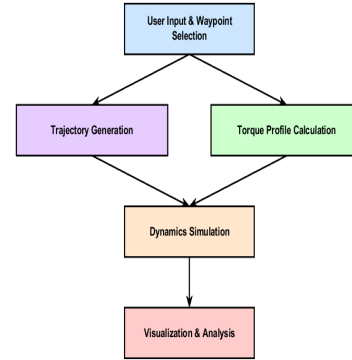 User Input & Waypoint
Selection
Trajectory Generation
Torque Profile Calculation
Dynamics Simulation
Visualization & Analysis